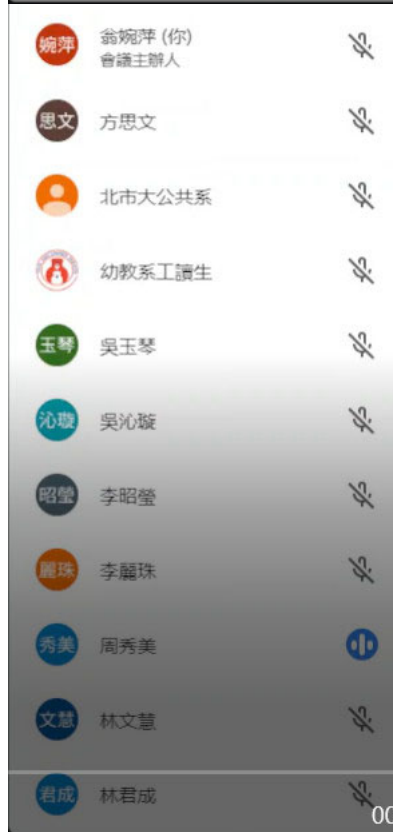 婉萍
翁婉萍 (你)
會議主辦人
思文
方思文
北市大公共系
幼教系工讀生
玉琴
吳玉琴
沁璇
吳沁璇
昭瑩
李昭瑩
麗珠
李麗珠
秀美
周秀美
文慧
林文慧
君成
林君成
00